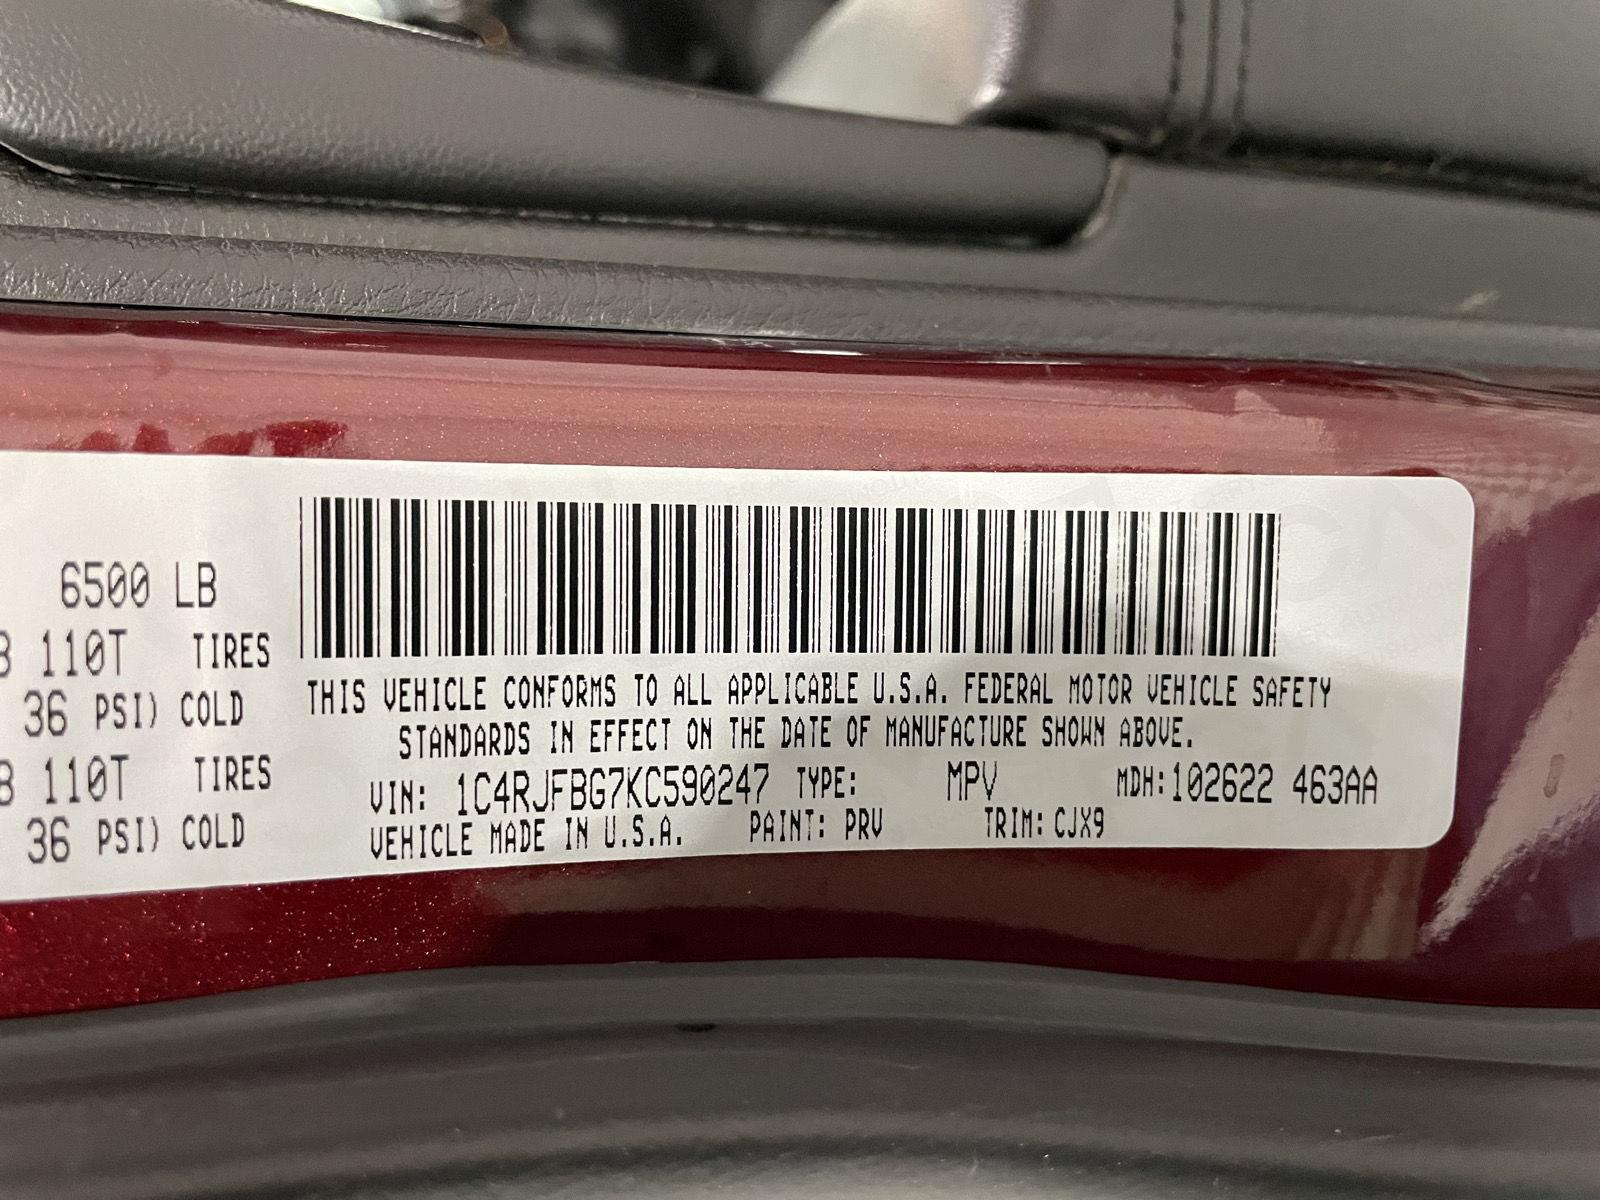 6500 LB
110T TIRES
36 PSI) COLD
110T TIRES
36 PSI) COLD
THIS VEHICLE CONFORMS TO ALL APPLICABLE U.S.A. FEDERAL MOTOR VEHICLE SAFETY
STANDARDS IN EFFECT ON THE DATE OF MANUFACTURE SHOWN ABOVE.
VIN: 1C4RJFBG7KC590247 TYPE: MPV MDH:102622 463AA
VEHICLE MADE IN U.S.A. PAINT: PRV TRIM: CJX9